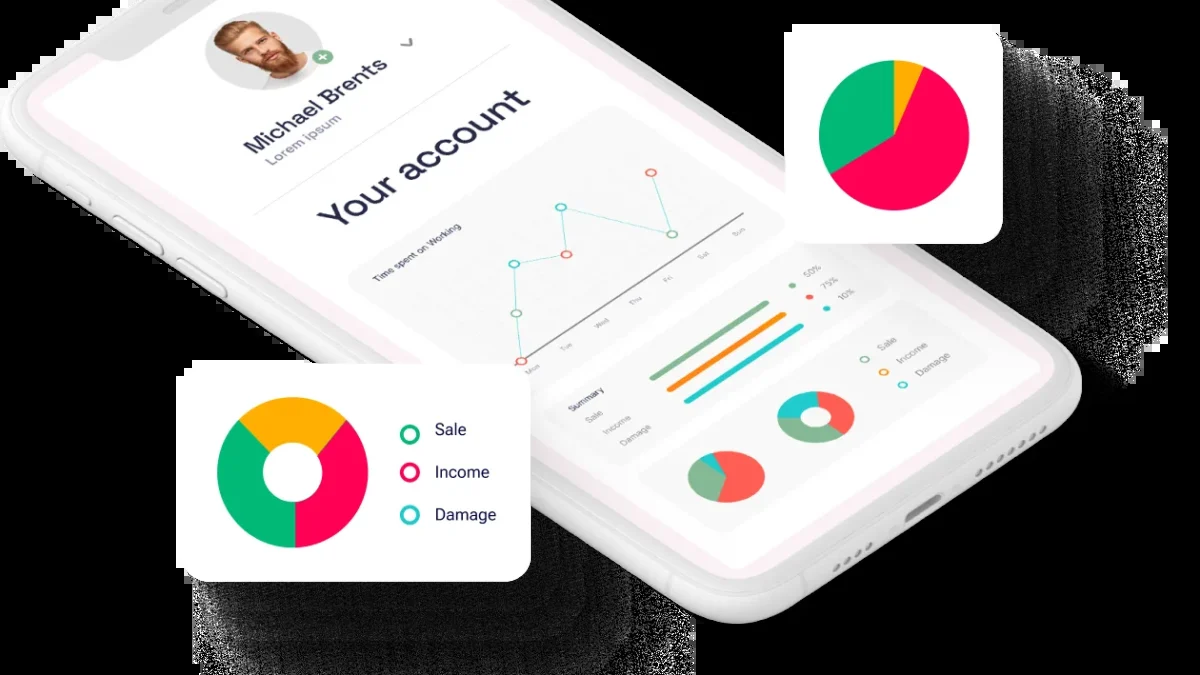 Michael Brents
Lorem ipsum
Your account
Time spent on Working
Mon
Tue
Wed
Thu
Fri
Sat
Sun
50%
75%
10%
Summary
Sale
Income
Damage
Sale
Income
Damage
Sale
Income
Damage